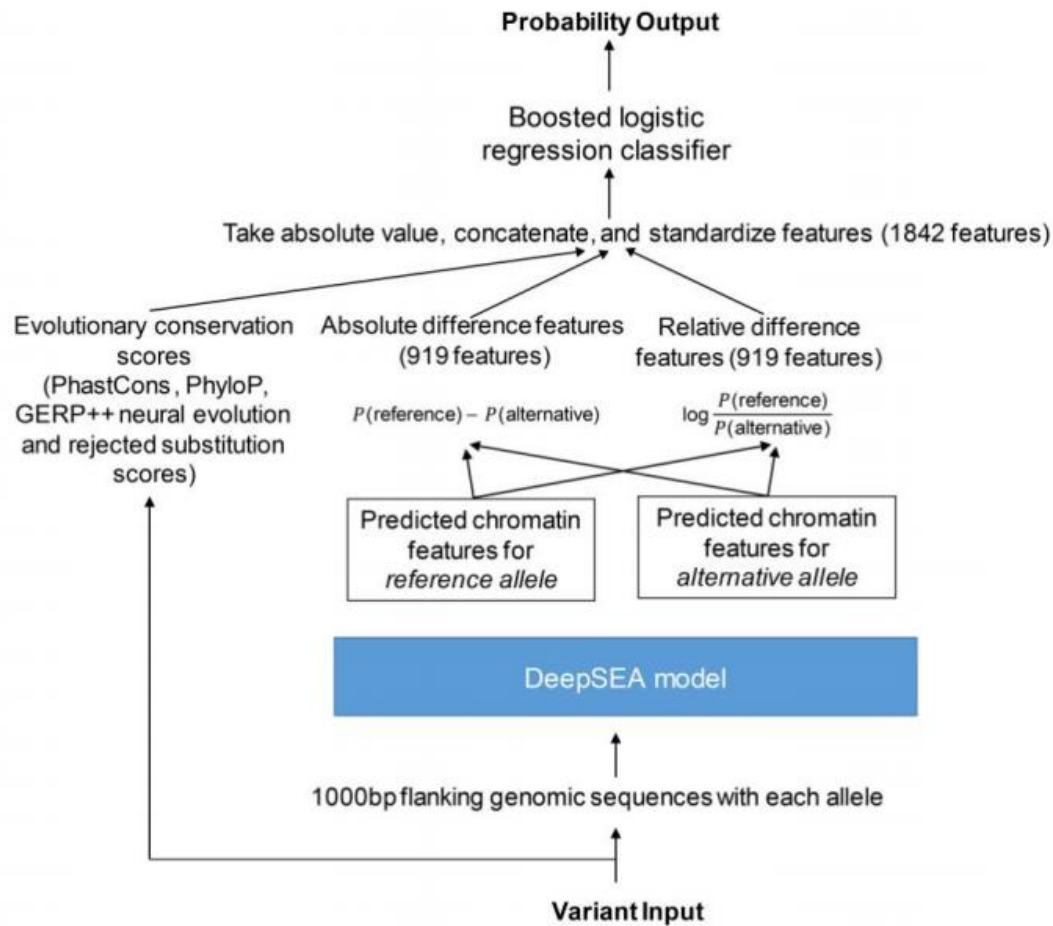 Probability Output
Boosted logistic
regression classifier
Take absolute value, concatenate, and standardize features (1842 features)
Evolutionary conservation
scores
(PhastCons, PhyloP,
GERP++ neural evolution
and rejected substitution
scores)
Absolute difference features
(919 features)
P(reference) − P(alternative)
Relative difference
features (919 features)
log P(reference)
P(alternative)
Predicted chromatin
features for
reference allele
Predicted chromatin
features for
alternative allele
DeepSEA model
1000bp flanking genomic sequences with each allele
Variant Input